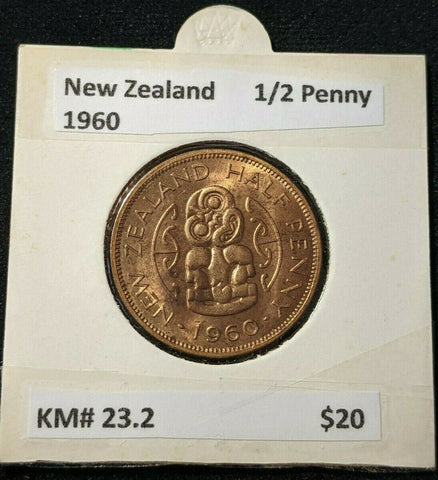 New Zealand 1/2 Penny
1960
NEW ZEALAND HALF PENNY
· 1960 ·
KM# 23.2 $20